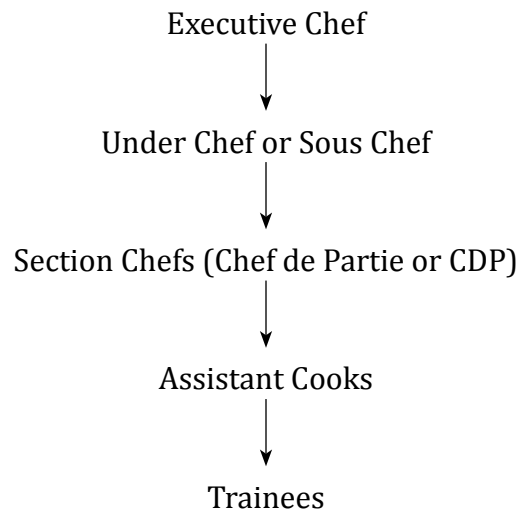 Executive Chef
Under Chef or Sous Chef
Section Chefs (Chef de Partie or CDP)
Assistant Cooks
Trainees